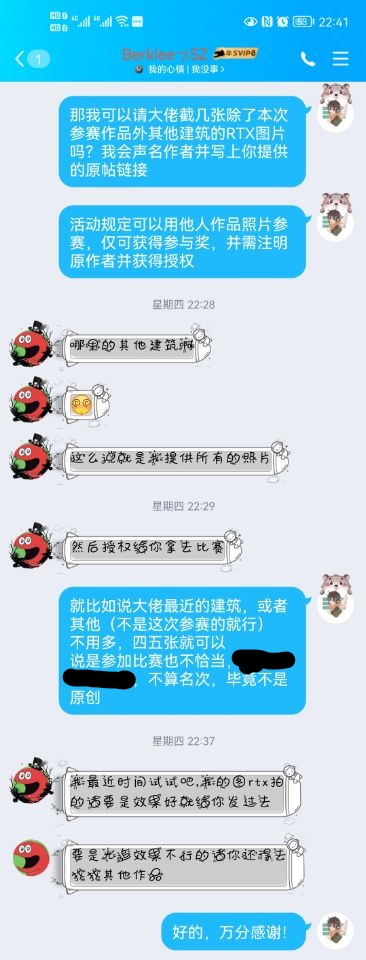 22:41
1
BerkleeっSZ
年SVIP8
我的心情 | 我没事
那我可以请大佬截几张除了本次
参赛作品外其他建筑的RTX图片
吗？我会声名作者并写上你提供
的原帖链接
活动规定可以用他人作品照片参
赛，仅可获得参与奖，并需注明
原作者并获得授权
星期四 22:28
哪里的其他建筑啊
这么说就是我提供所有的照片
星期四 22:29
然后授权给你拿去比赛
就比如说大佬最近的建筑，或者
其他（不是这次参赛的就行）
不用多，四五张就可以
说是参加比赛也不恰当，
，不算名次，毕竟不是
原创
星期四 22:37
我最近时间试试吧,我的图rtx拍
的话要是效果好就给你发过去
要是光影效果不行的话你还得去
找找其他作品
好的，万分感谢！